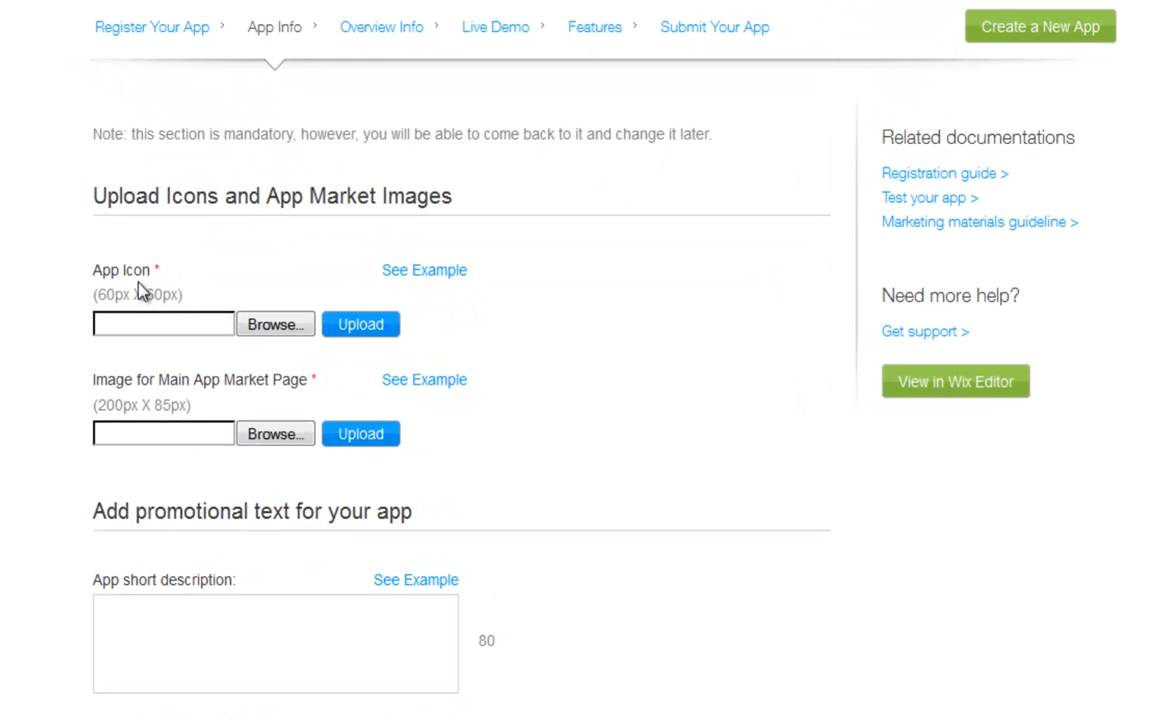 Register Your App › App Info › Overview Info › Live Demo › Features › Submit Your App Create a New App
Note: this section is mandatory, however, you will be able to come back to it and change it later.
Upload Icons and App Market Images
App Icon * See Example
(60px X 60px)
Browse... Upload
Image for Main App Market Page * See Example
(200px X 85px)
Browse... Upload
Add promotional text for your app
App short description: See Example
80
Related documentations
Registration guide >
Test your app >
Marketing materials guideline >
Need more help?
Get support >
View in Wix Editor